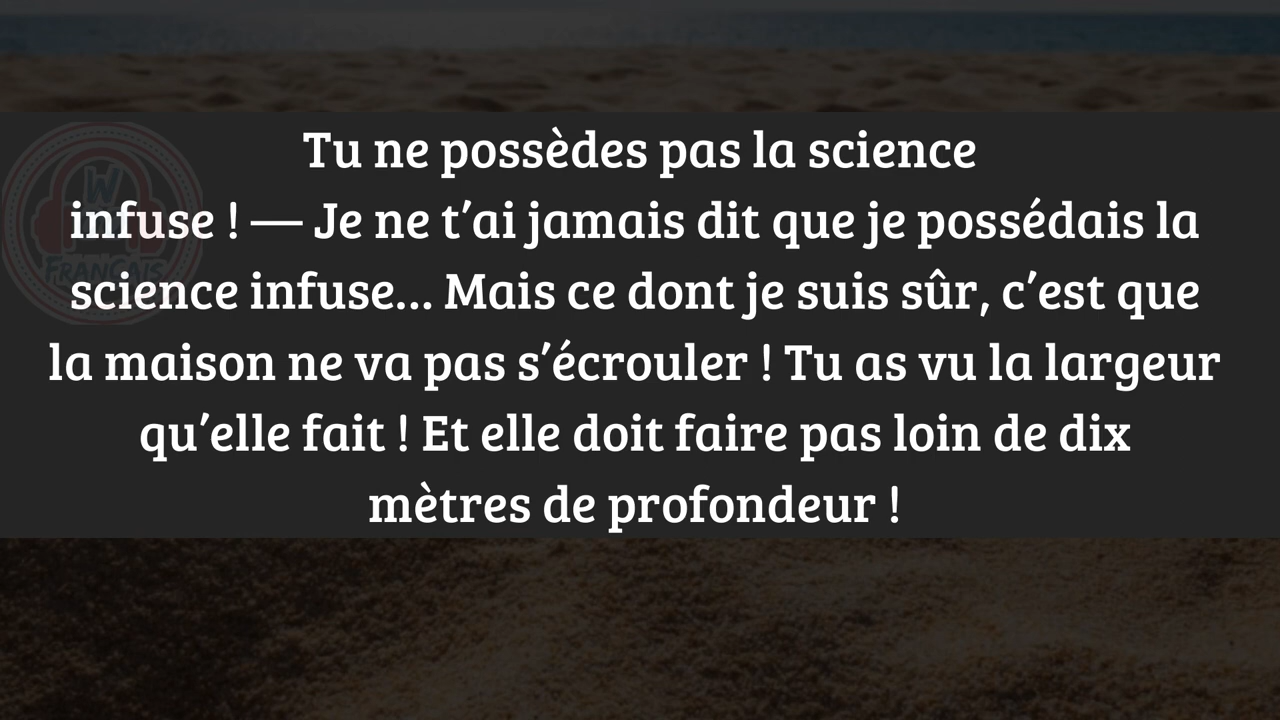 Tu ne possèdes pas la science
infuse ! — Je ne t’ai jamais dit que je possédais la
science infuse... Mais ce dont je suis sûr, c’est que
la maison ne va pas s’écrouler ! Tu as vu la largeur
qu’elle fait ! Et elle doit faire pas loin de dix
mètres de profondeur !
W
FRANÇAIS